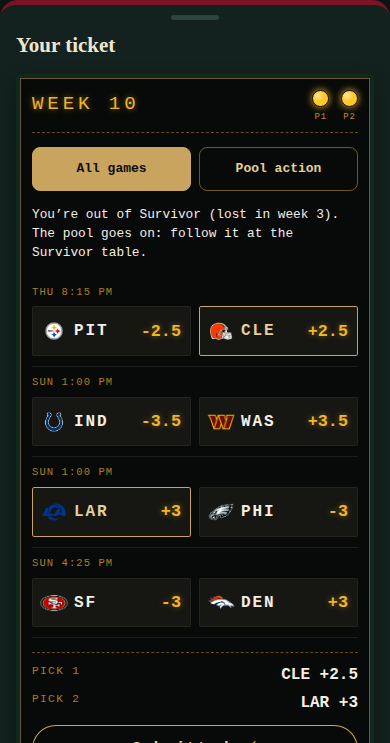 Your ticket
WEEK 10
P1 P2
All games Pool action
You’re out of Survivor (lost in week 3).
The pool goes on: follow it at the
Survivor table.
THU 8:15 PM
PIT -2.5 CLE +2.5
SUN 1:00 PM
IND -3.5 WAS +3.5
SUN 1:00 PM
LAR +3 PHI -3
SUN 4:25 PM
SF -3 DEN +3
PICK 1 CLE +2.5
PICK 2 LAR +3